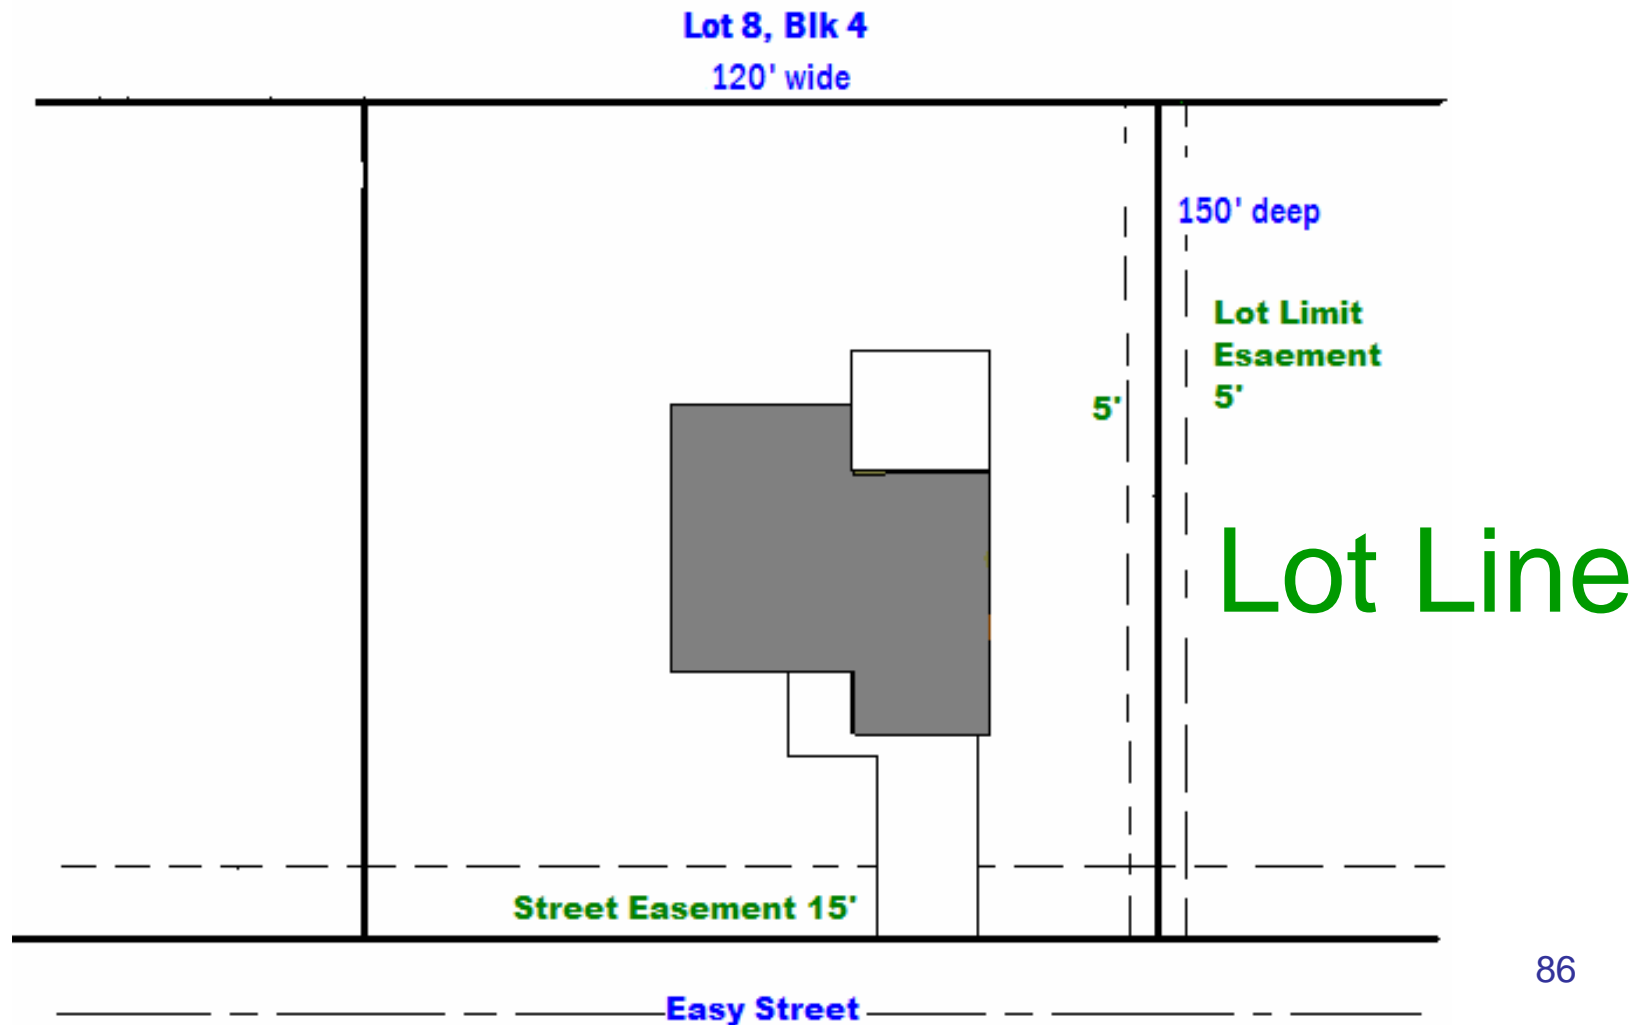 Lot 8, Blk 4
120' wide
150' deep
Lot Limit
Esaement
5'
5'
Lot Line
Street Easement 15'
86
Easy Street